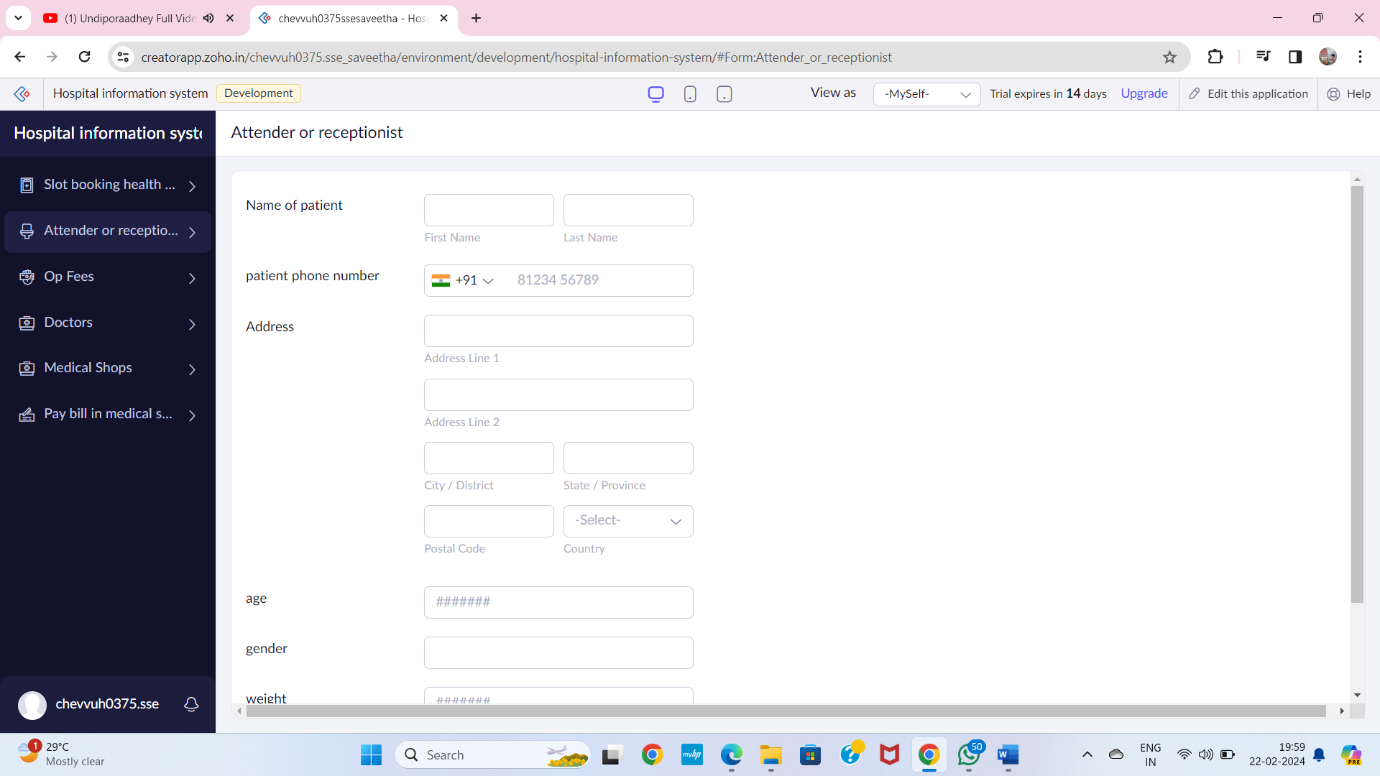 (1) Undiporaadhey Full Vide
chevvuh0375ssesaveetha - Hos
creatorapp.zoho.in/chevvuh0375.sse_saveetha/environment/development/hospital-information-system/#Form:Attender_or_receptionist
Hospital information system Development View as -MySelf- Trial expires in 14 days Upgrade Edit this application Help
Hospital information syste
Attender or receptionist
Slot booking health ...
Attender or receptio...
Op Fees
Doctors
Medical Shops
Pay bill in medical s...
chevvuh0375.sse
Name of patient
First Name Last Name
patient phone number +91 81234 56789
Address
Address Line 1
Address Line 2
City / District State / Province
-Select-
Postal Code Country
age #######
gender
weight #######
1 29°C
Mostly clear
Search
myhp
50
W
PRE
ENG
IN
19:59
22-02-2024